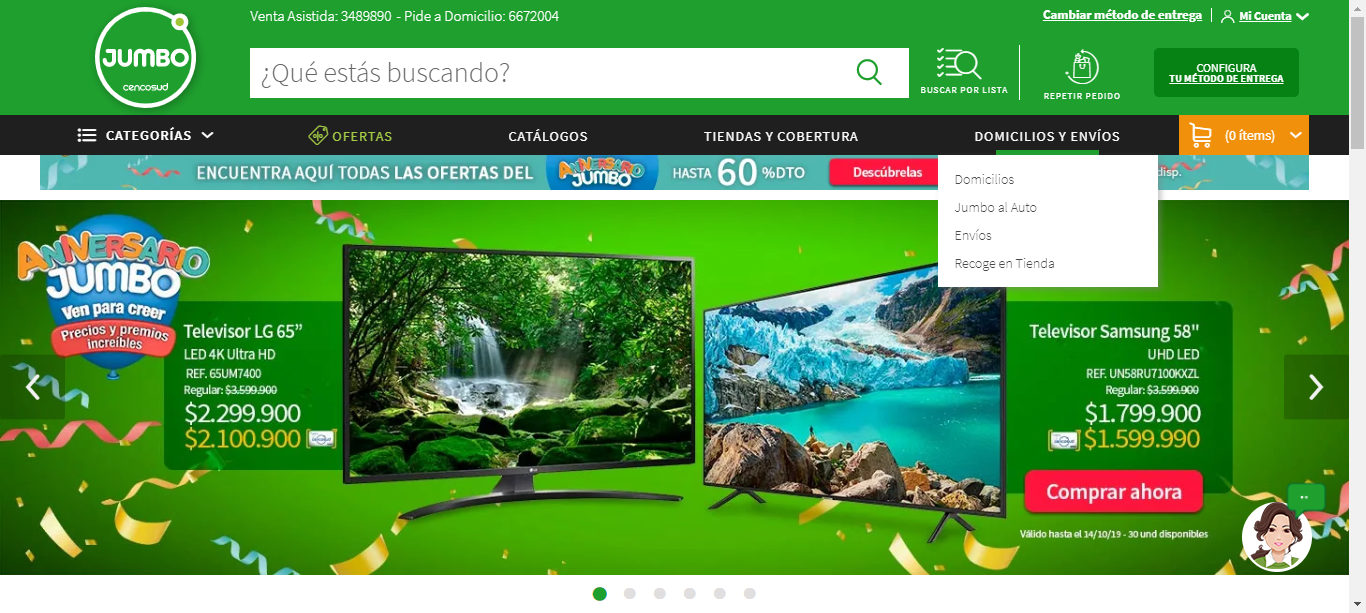 Venta Asistida: 3489890 - Pide a Domicilio: 6672004
Cambiar método de entrega
Mi Cuenta
JUMBO
cencosud
¿Qué estás buscando?
BUSCAR POR LISTA
REPETIR PEDIDO
CONFIGURA
TU MÉTODO DE ENTREGA
CATEGORÍAS
OFERTAS
CATÁLOGOS
TIENDAS Y COBERTURA
DOMICILIOS Y ENVÍOS
(0 ítems)
ENCUENTRA AQUÍ TODAS LAS OFERTAS DEL
ANIVERSARIO
JUMBO
HASTA 60 %DTO
Descúbrelas
disp.
Domicilios
Jumbo al Auto
Envíos
Recoge en Tienda
ANIVERSARIO
JUMBO
Ven para creer
Precios y premios
increíbles
Televisor LG 65”
LED 4K Ultra HD
REF. 65UM7400
Regular: $3.599.900
$2.299.900
$2.100.900
cencosud
LG
Televisor Samsung 58"
UHD LED
REF. UN58RU7100KXZL
Regular: $3.599.900
$1.799.900
cencosud
$1.599.990
Comprar ahora
Válido hasta el 14/10/19 - 30 und disponibles